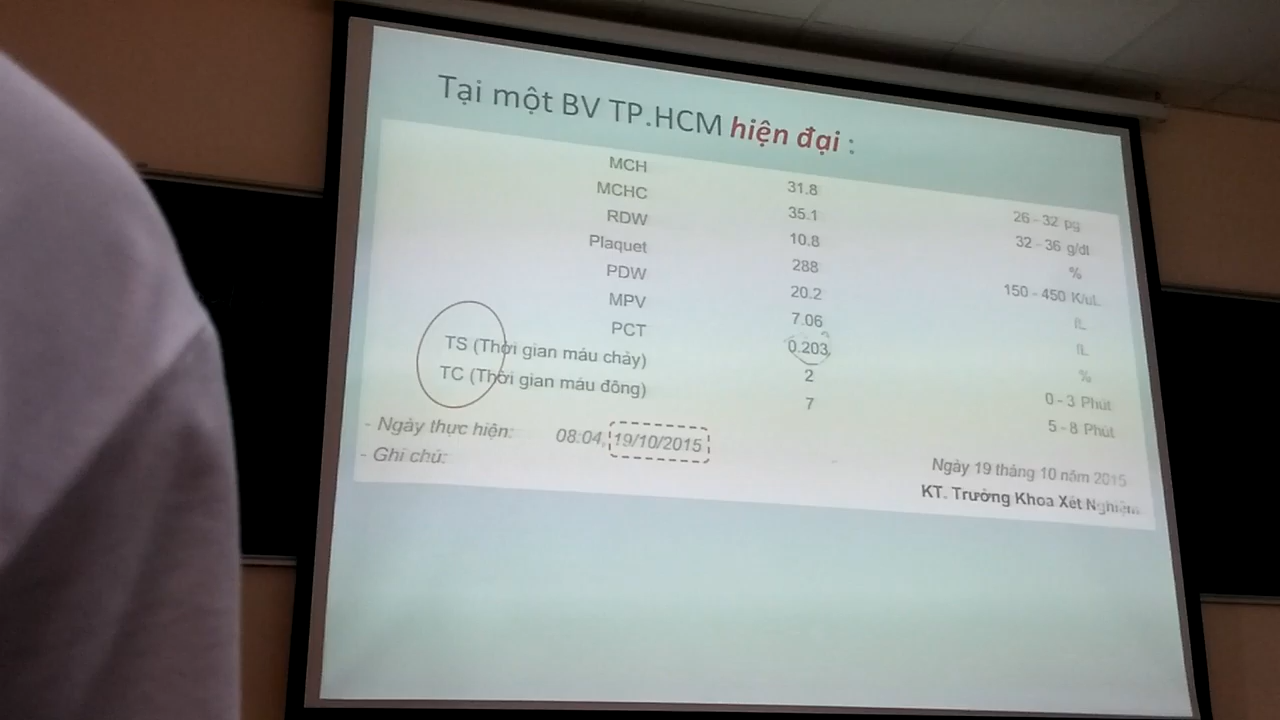 Tại một BV TP.HCM hiện đại :
MCH 31.8 26 - 32 pg
MCHC 35.1 32 - 36 g/dl
RDW 10.8 %
Plaquet 288 150 - 450 K/uL
PDW 20.2 fL
MPV 7.06 fL
PCT 0.203 %
TS (Thời gian máu chảy) 2 0 - 3 Phút
TC (Thời gian máu đông) 7 5 - 8 Phút
- Ngày thực hiện: 08:04, 19/10/2015
- Ghi chú:
Ngày 19 tháng 10 năm 2015
KT. Trưởng Khoa Xét Nghiệm